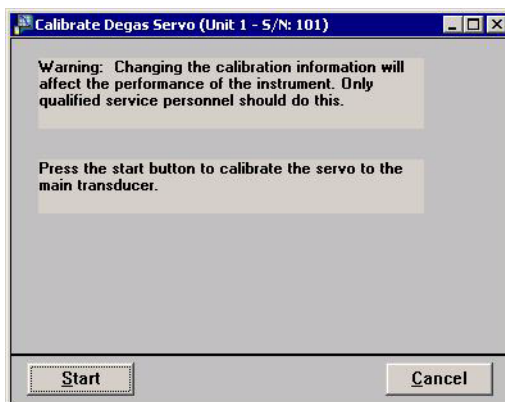 Calibrate Degas Servo (Unit 1 - S/N: 101)
Warning:  Changing the calibration information will
affect the performance of the instrument. Only
qualified service personnel should do this.
Press the start button to calibrate the servo to the
main transducer.
Start
Cancel